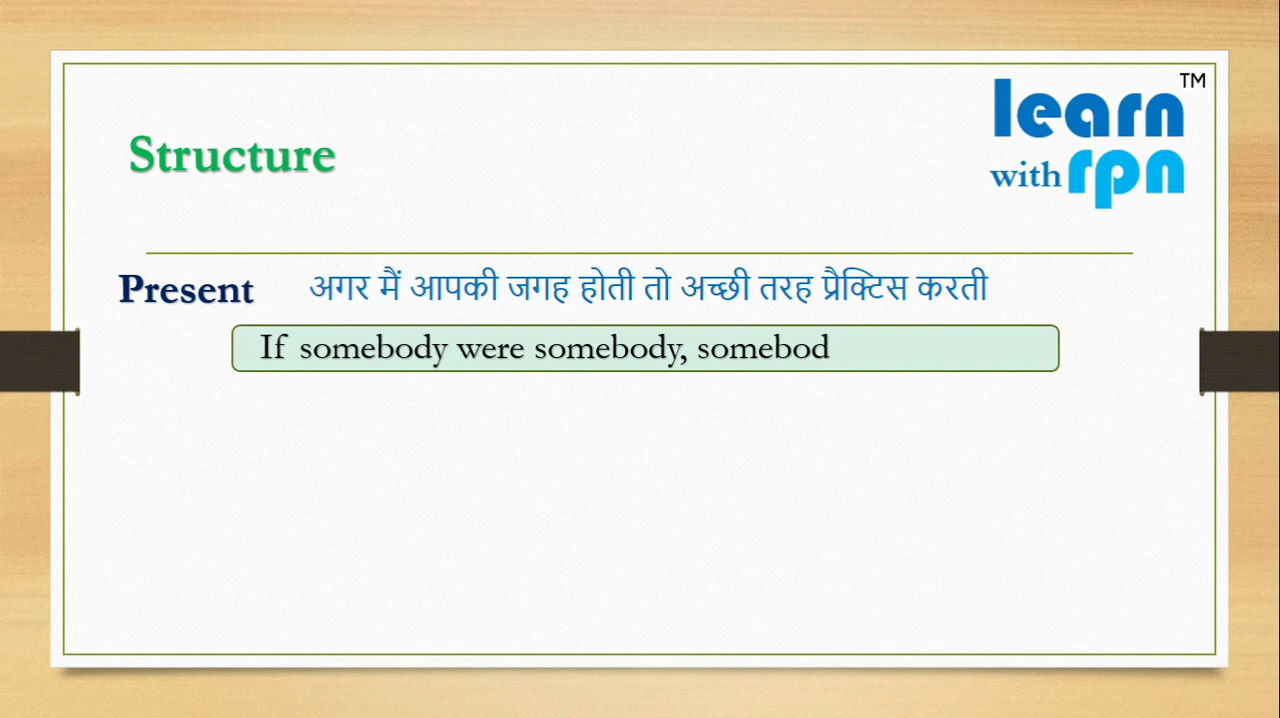 learn TM
with rpn
Structure
Present अगर मैं आपकी जगह होती तो अच्छी तरह प्रैक्टिस करती
If somebody were somebody, somebod